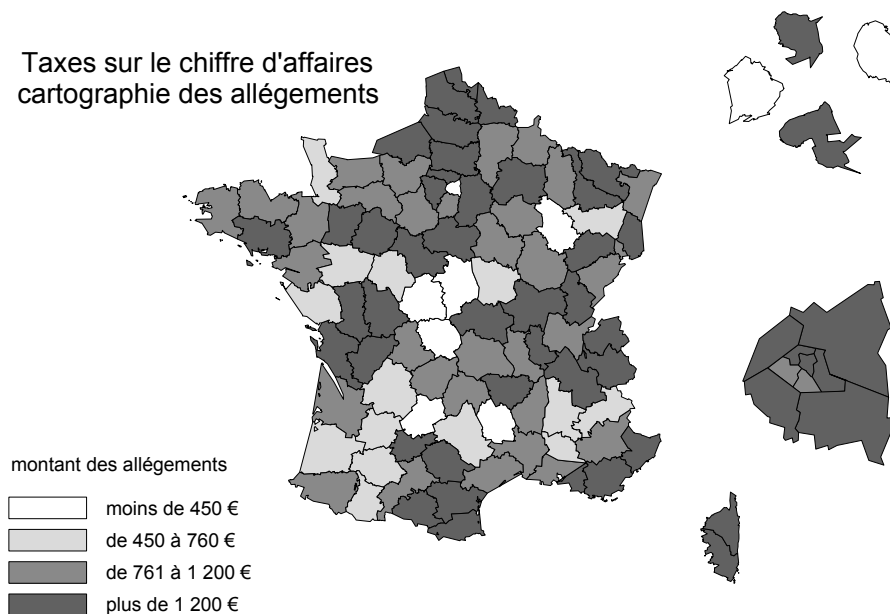 Taxes sur le chiffre d'affaires
cartographie des allégements
montant des allégements
moins de 450 €
de 450 à 760 €
de 761 à 1 200 €
plus de 1 200 €